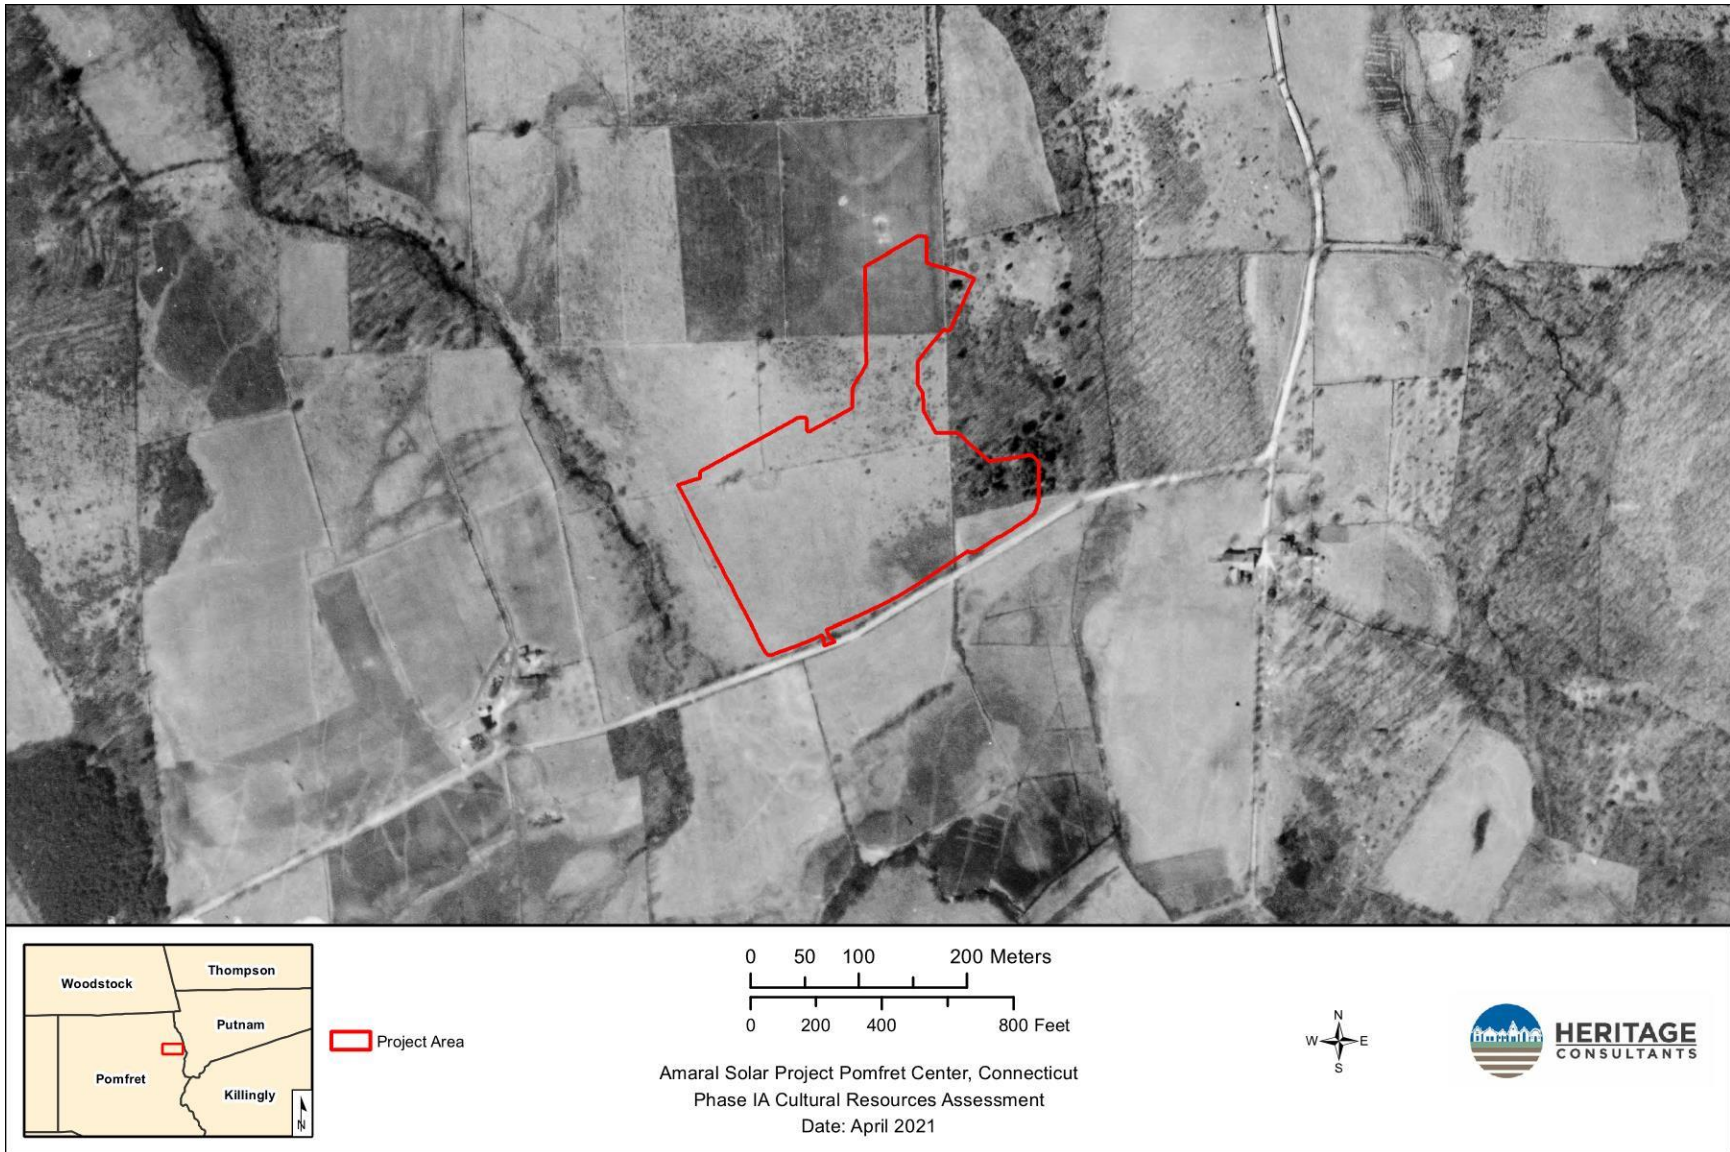 Woodstock
Thompson
Putnam
Pomfret
Killingly
N
Project Area
0 50 100 200 Meters
0 200 400 800 Feet
Amaral Solar Project Pomfret Center, Connecticut
Phase IA Cultural Resources Assessment
Date: April 2021
N
W E
S
HERITAGE
CONSULTANTS